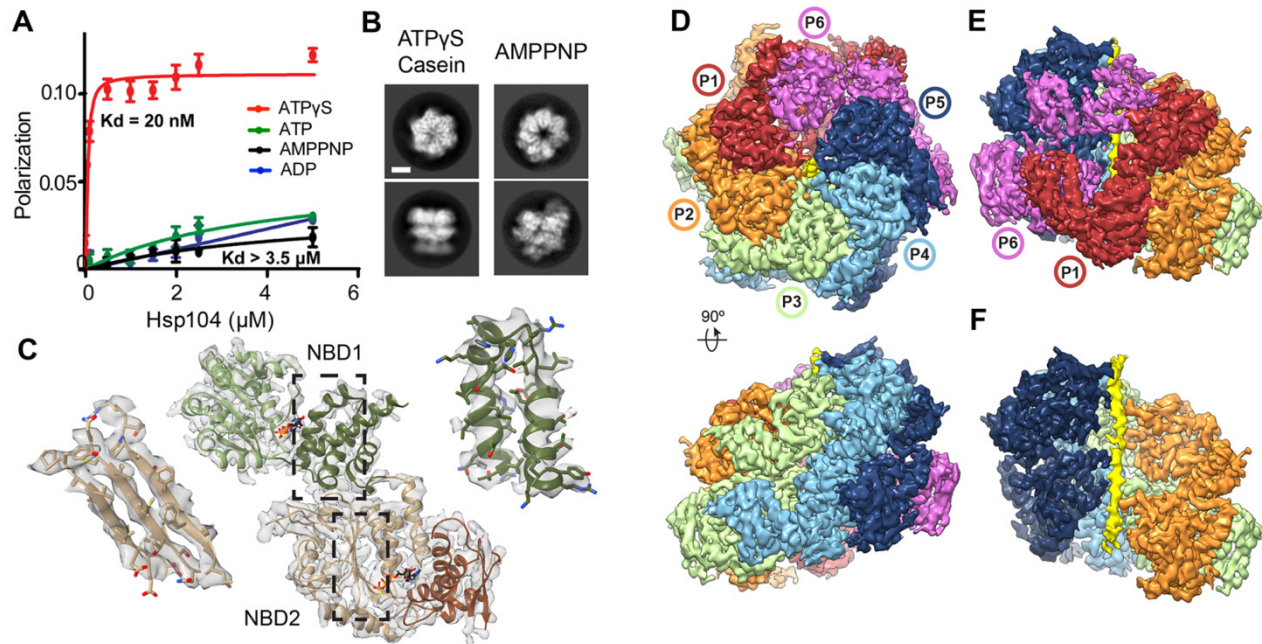 A
Polarization
0.10
0.05
0
0
2
4
6
Kd = 20 nM
ATPγS
ATP
AMPPNP
ADP
Kd > 3.5 µM
Hsp104 (µM)
B
ATPγS
Casein
AMPPNP
C
NBD1
NBD2
D
P6
P1
P5
P2
P4
P3
90º
E
P6
P1
F